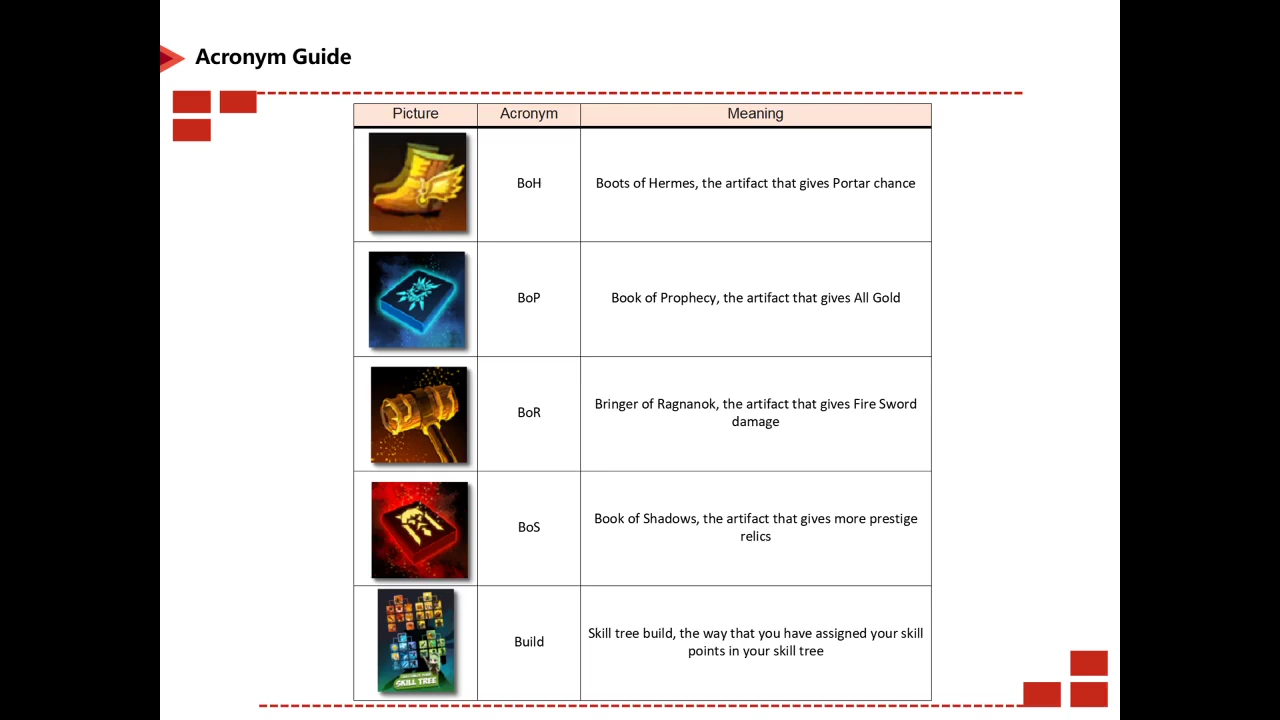 Acronym Guide
Picture Acronym Meaning
BoH Boots of Hermes, the artifact that gives Portar chance
BoP Book of Prophecy, the artifact that gives All Gold
BoR Bringer of Ragnanok, the artifact that gives Fire Sword
damage
BoS Book of Shadows, the artifact that gives more prestige
relics
Build Skill tree build, the way that you have assigned your skill
points in your skill tree
SKILL TREE